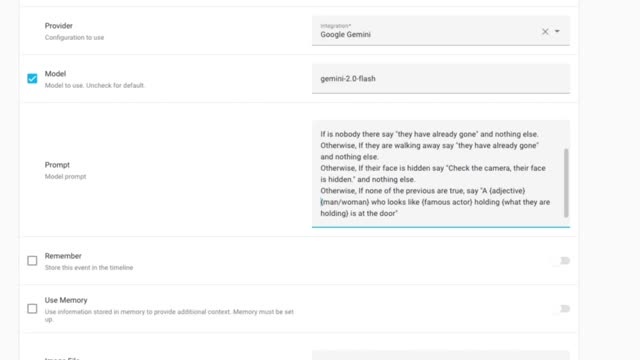 Provider
Configuration to use
Integration*
Google Gemini
Model
Model to use. Uncheck for default.
gemini-2.0-flash
Prompt
Model prompt
If is nobody there say "they have already gone" and nothing else.
Otherwise, If they are walking away say "they have already gone"
and nothing else.
Otherwise, If their face is hidden say "Check the camera, their face
is hidden." and nothing else.
Otherwise, If none of the previous are true, say "A {adjective}
{man/woman} who looks like {famous actor} holding {what they are
holding} is at the door"
Remember
Store this event in the timeline
Use Memory
Use information stored in memory to provide additional context. Memory must be set
up.
Image File